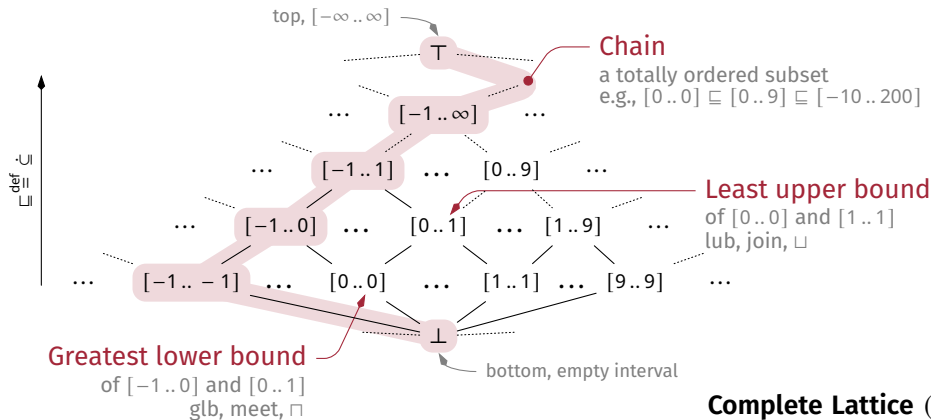 top, [−∞ .. ∞]
⊤
Chain
a totally ordered subset
e.g., [0 .. 0] ⊑ [0 .. 9] ⊑ [−10 .. 200]
... [−1 .. ∞] ...
... [−1 .. 1] ... [0 .. 9] ...
⊑ def= ⊆̇
Least upper bound
of [0 .. 0] and [1 .. 1]
lub, join, ⊔
... [−1 .. 0] ... [0 .. 1] ... [1 .. 9] ...
... [−1 .. −1] ... [0 .. 0] ... [1 .. 1] ... [9 .. 9] ...
⊥
Greatest lower bound
of [−1 .. 0] and [0 .. 1]
glb, meet, ⊓
bottom, empty interval
Complete Lattice (